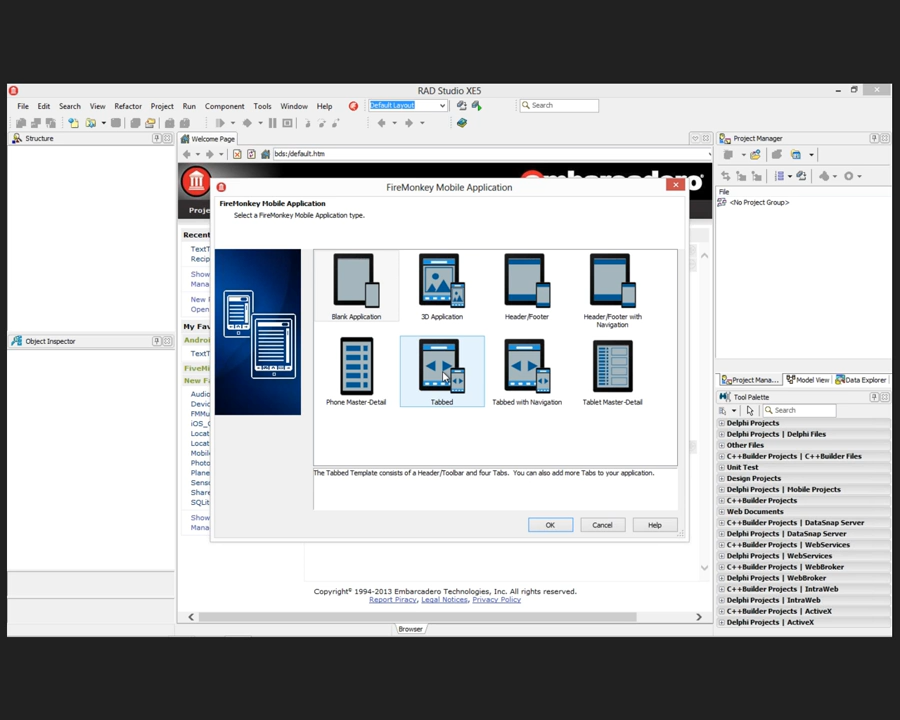 RAD Studio XE5
File Edit Search View Refactor Project Run Component Tools Window Help
Default Layout
Search
Structure
Welcome Page
Project Manager
bds:/default.htm
File
<No Project Group>
FireMonkey Mobile Application
FireMonkey Mobile Application
Select a FireMonkey Mobile Application type.
Blank Application
3D Application
Header/Footer
Header/Footer with Navigation
Phone Master-Detail
Tabbed
Tabbed with Navigation
Tablet Master-Detail
The Tabbed Template consists of a Header/Toolbar and four Tabs. You can also add more Tabs to your application.
OK
Cancel
Help
Object Inspector
Project Mana...
Model View
Data Explorer
Tool Palette
Search
Delphi Projects
Delphi Projects | Delphi Files
Other Files
C++Builder Projects | C++Builder Files
Unit Test
Design Projects
Delphi Projects | Mobile Projects
C++Builder Projects
Web Documents
C++Builder Projects | DataSnap Server
Delphi Projects | DataSnap Server
C++Builder Projects | WebServices
Delphi Projects | WebServices
C++Builder Projects | WebBroker
Delphi Projects | WebBroker
C++Builder Projects | IntraWeb
Delphi Projects | IntraWeb
C++Builder Projects | ActiveX
Delphi Projects | ActiveX
Copyright© 1994-2013 Embarcadero Technologies, Inc. All rights reserved.
Report Piracy, Legal Notices, Privacy Policy
Browser